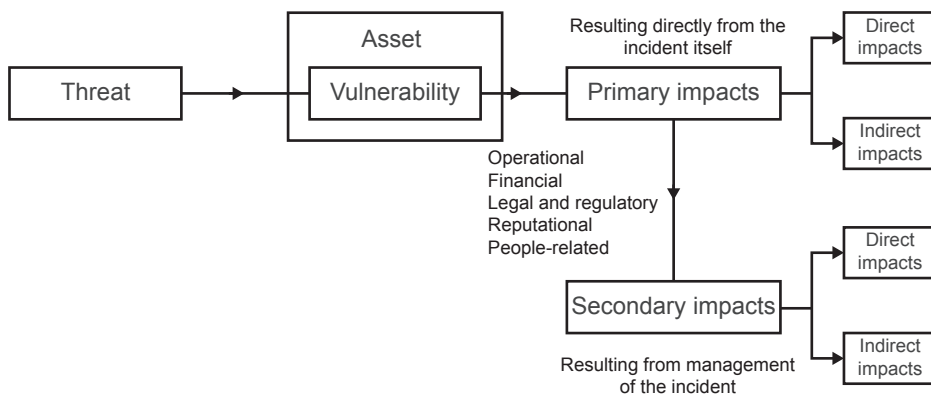 Resulting directly from the
incident itself
Asset
Threat
Vulnerability
Primary impacts
Direct
impacts
Indirect
impacts
Operational
Financial
Legal and regulatory
Reputational
People-related
Secondary impacts
Direct
impacts
Indirect
impacts
Resulting from management
of the incident